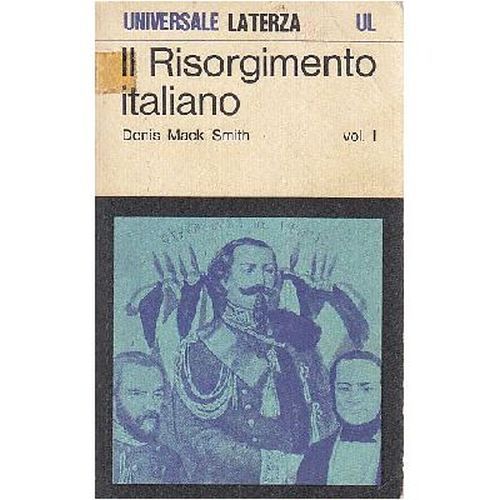 UNIVERSALE LATERZA UL
Il Risorgimento
italiano
Denis Mack Smith vol. I